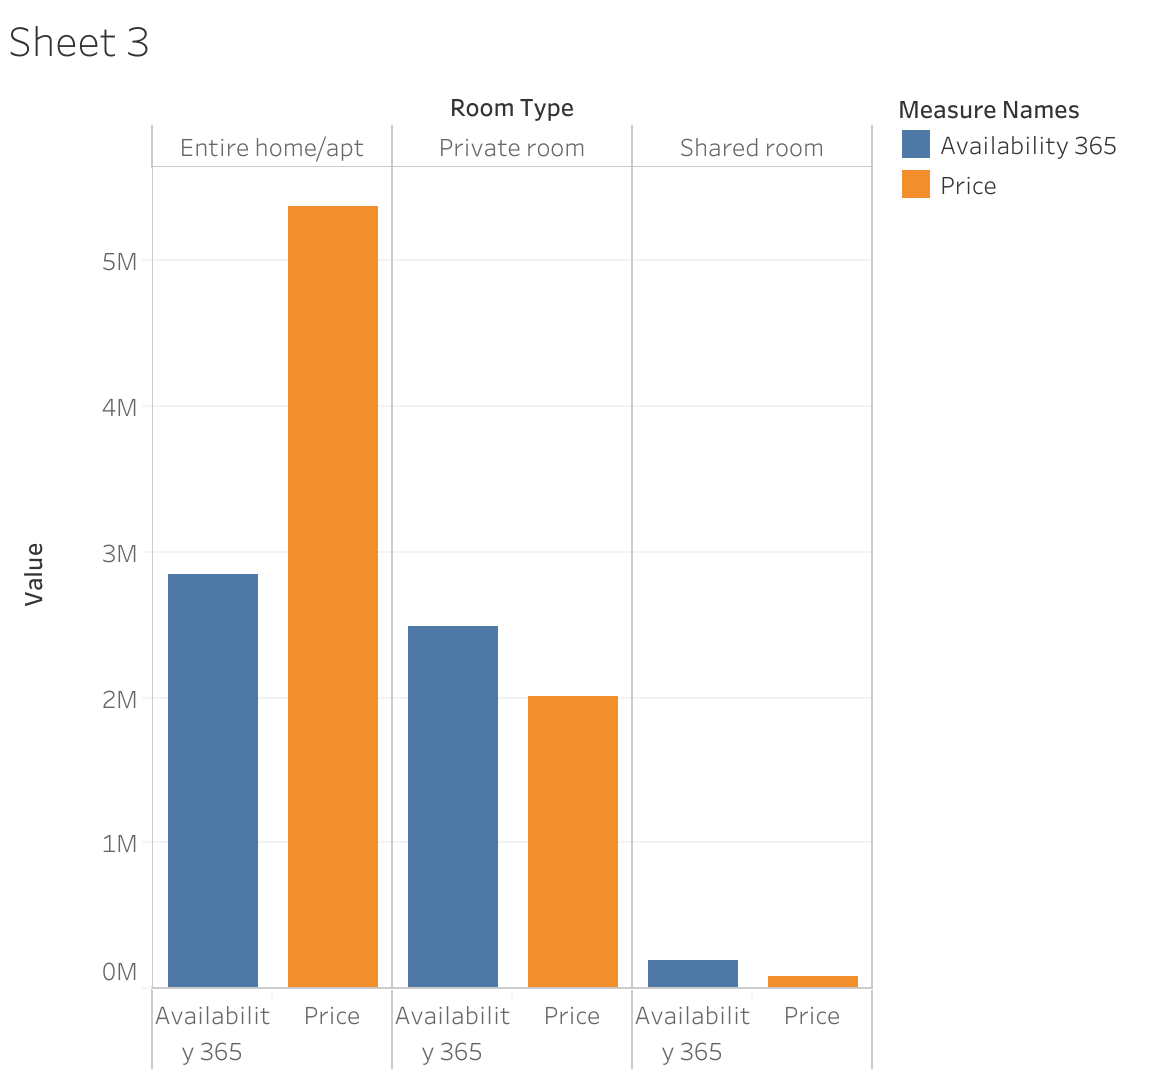 Sheet 3
Room Type
Entire home/apt
Private room
Shared room
Measure Names
Availability 365
Price
5M
4M
3M
2M
1M
0M
Value
Availabilit
y 365
Price
Availabilit
y 365
Price
Availabilit
y 365
Price